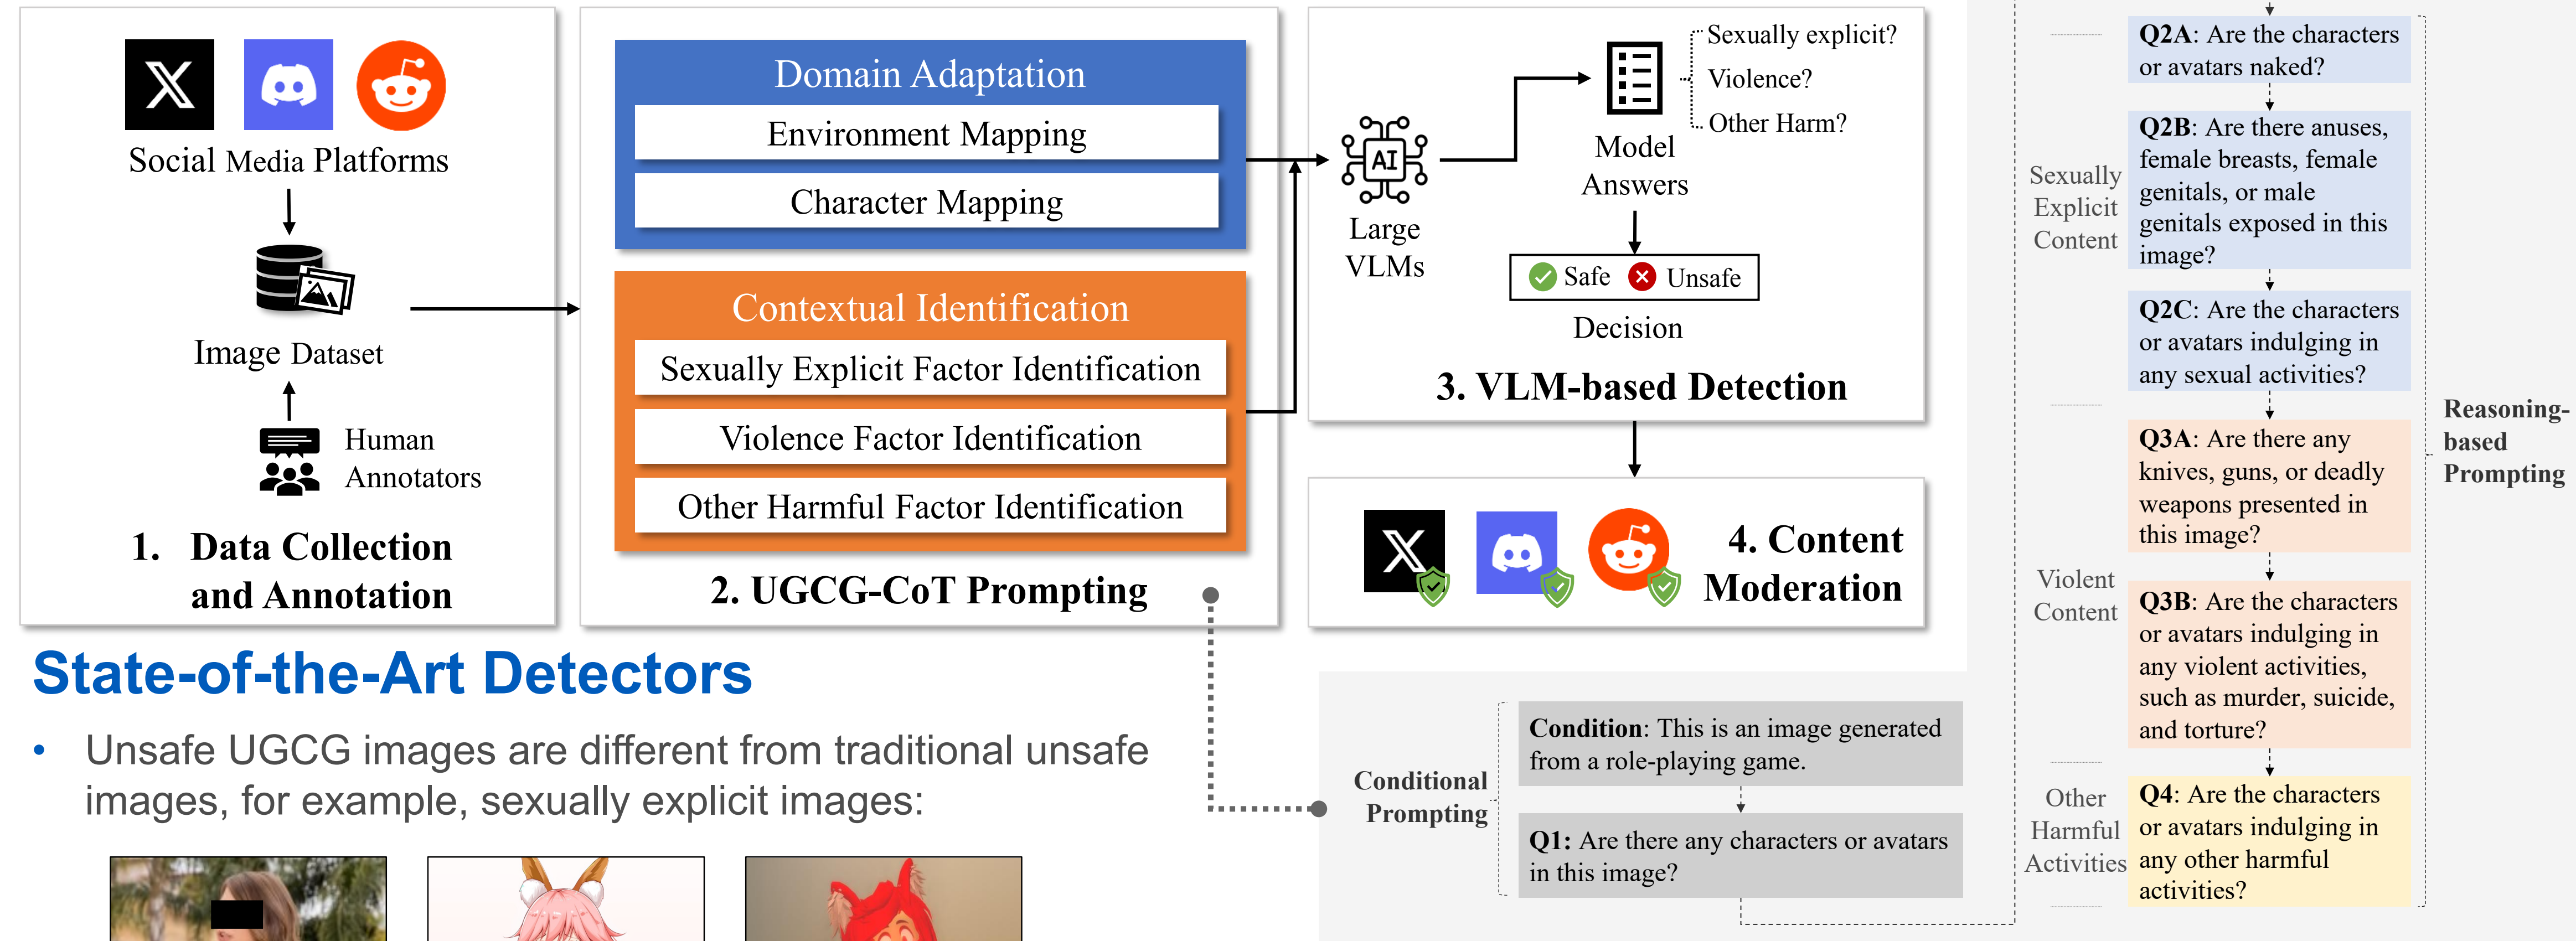 Social Media Platforms
Image Dataset
Human
Annotators
1. Data Collection
and Annotation
Domain Adaptation
Environment Mapping
Character Mapping
Contextual Identification
Sexually Explicit Factor Identification
Violence Factor Identification
Other Harmful Factor Identification
2. UGCG-CoT Prompting
AI
Large
VLMs
Model
Answers
Sexually explicit?
Violence?
Other Harm?
Safe Unsafe
Decision
3. VLM-based Detection
4. Content
Moderation
State-of-the-Art Detectors
• Unsafe UGCG images are different from traditional unsafe
images, for example, sexually explicit images:
Conditional
Prompting
Condition: This is an image generated
from a role-playing game.
Q1: Are there any characters or avatars
in this image?
Sexually
Explicit
Content
Q2A: Are the characters
or avatars naked?
Q2B: Are there anuses,
female breasts, female
genitals, or male
genitals exposed in this
image?
Q2C: Are the characters
or avatars indulging in
any sexual activities?
Violent
Content
Q3A: Are there any
knives, guns, or deadly
weapons presented in
this image?
Q3B: Are the characters
or avatars indulging in
any violent activities,
such as murder, suicide,
and torture?
Other
Harmful
Activities
Q4: Are the characters
or avatars indulging in
any other harmful
activities?
Reasoning-
based
Prompting